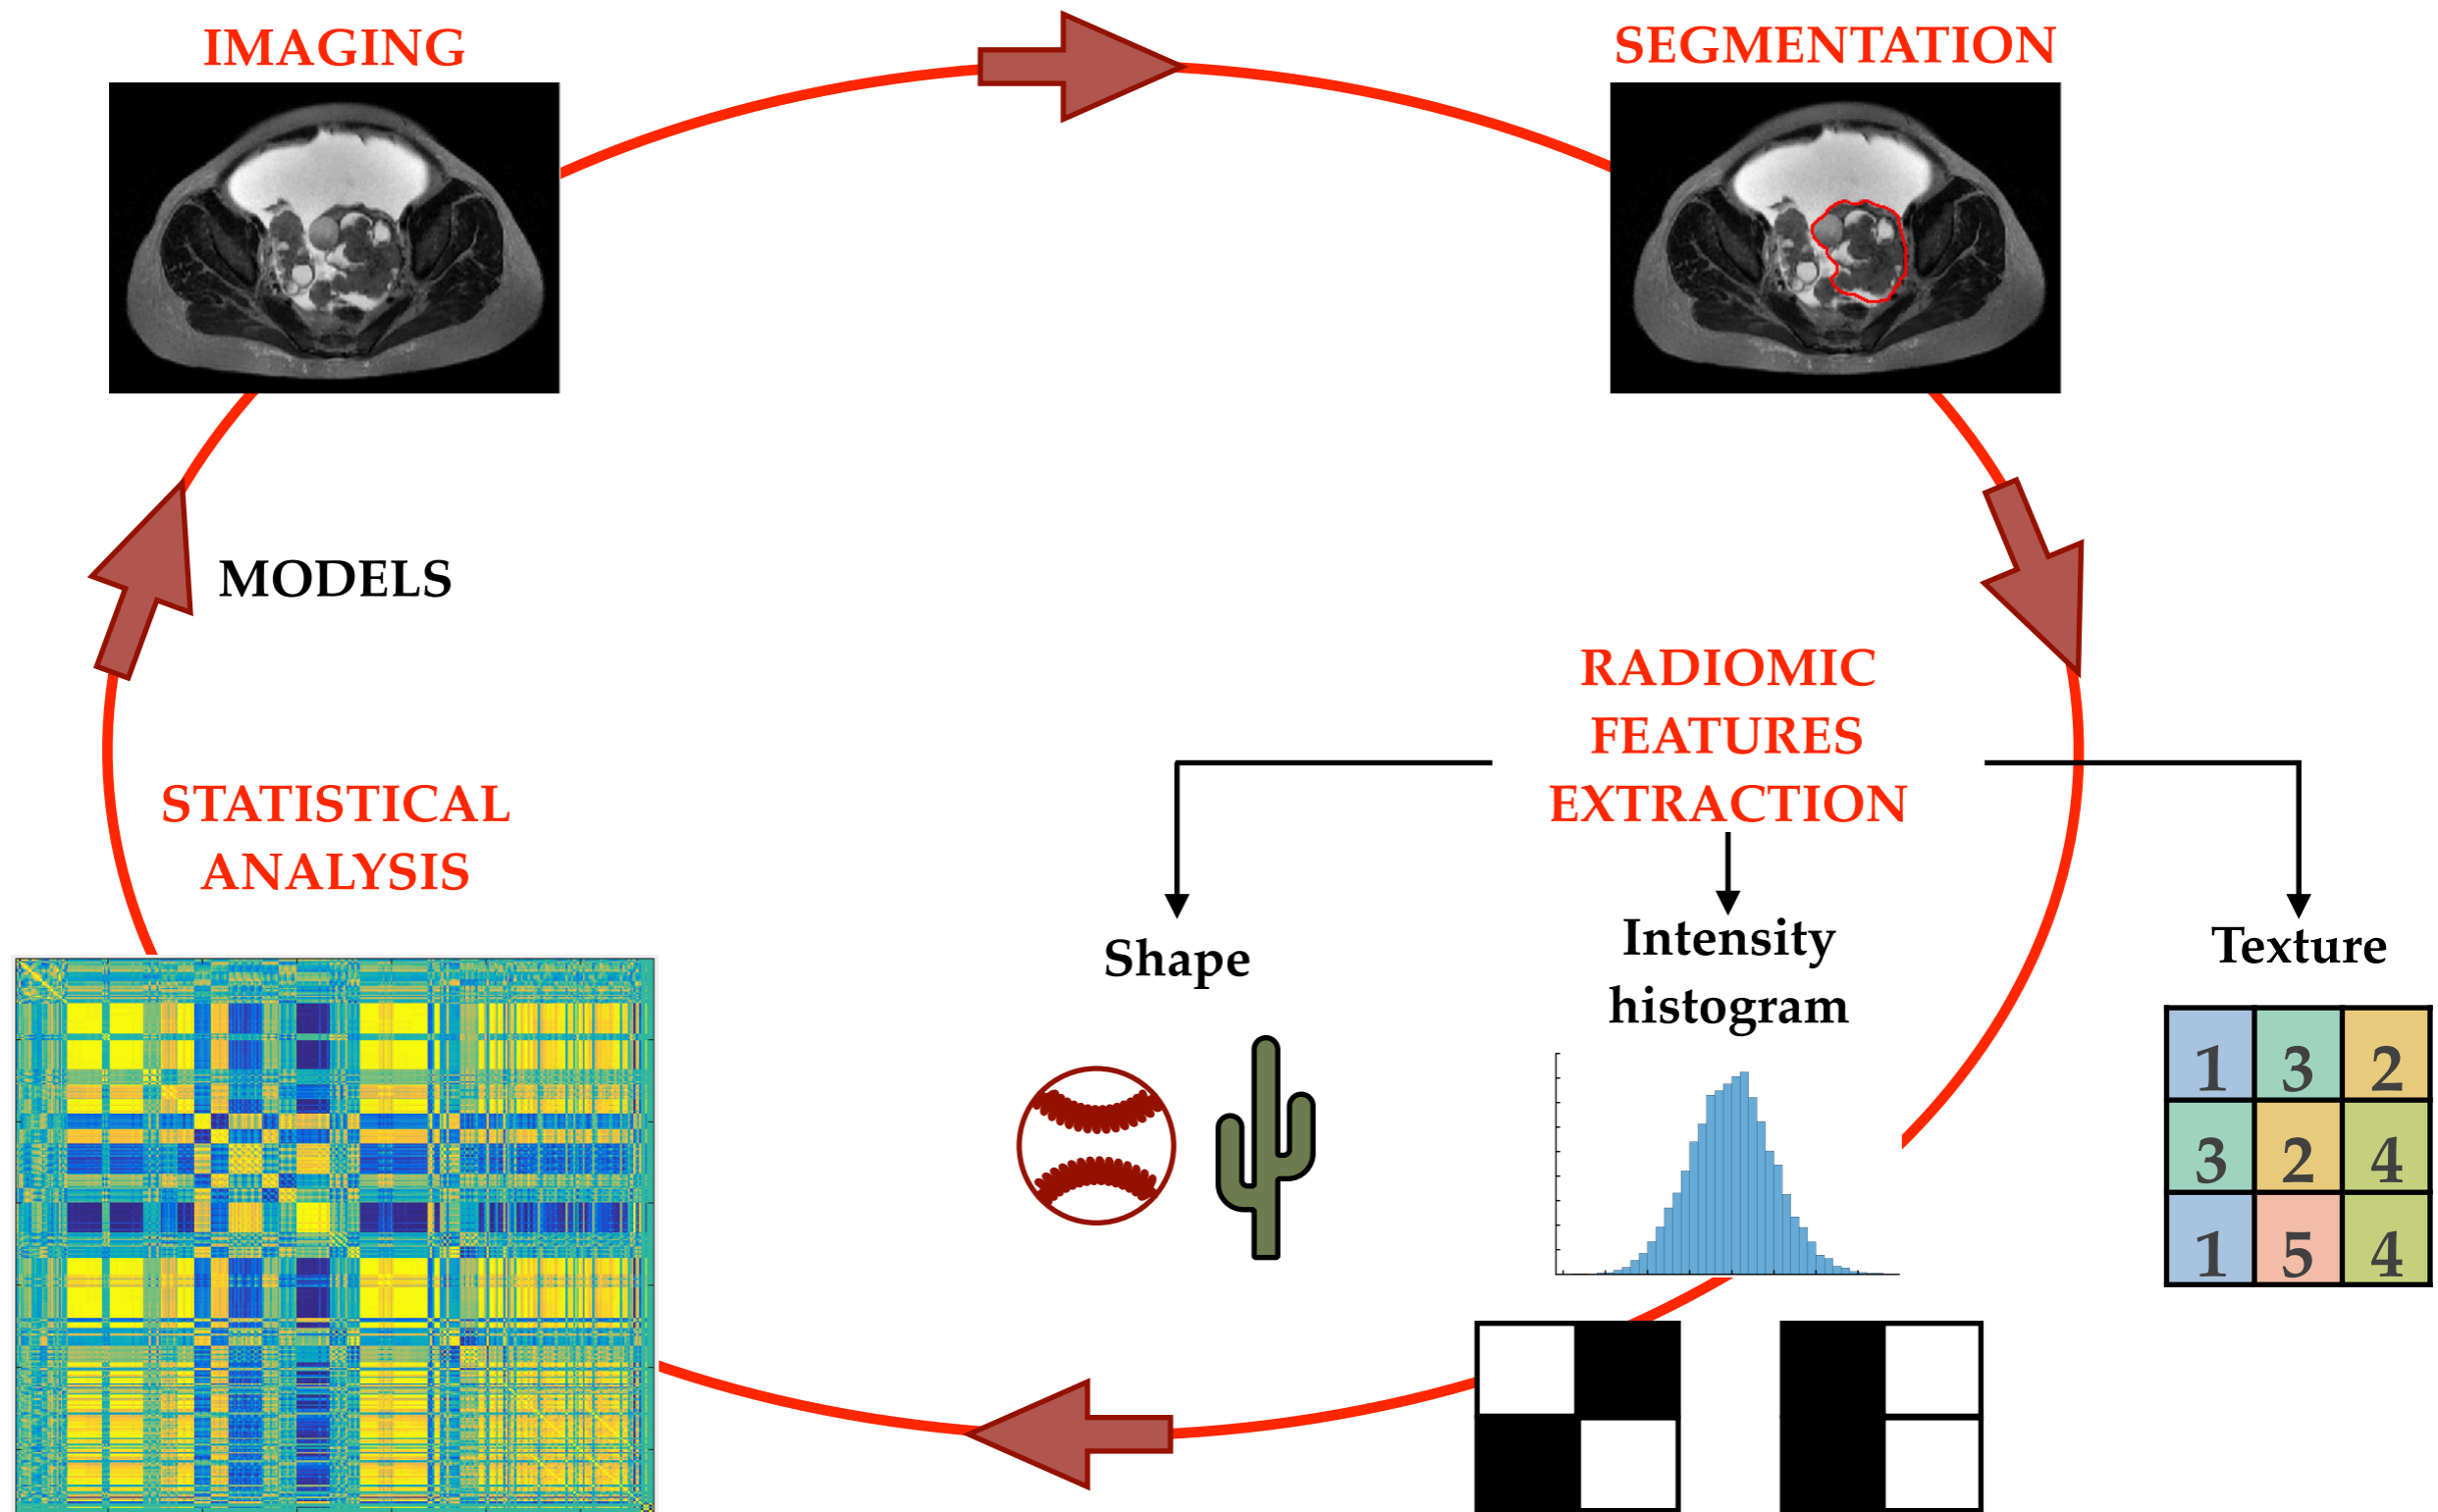 IMAGING
SEGMENTATION
MODELS
RADIOMIC
FEATURES
EXTRACTION
STATISTICAL
ANALYSIS
Shape
Intensity
histogram
Texture
1 3 2
3 2 4
1 5 4